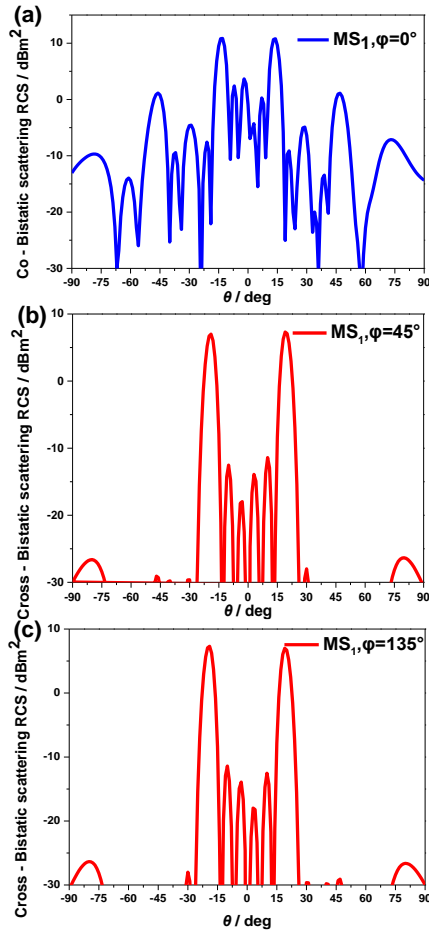 (a)
MS1,φ=0°
Co - Bistatic scattering RCS / dBm²
10
0
-10
-20
-30
-90 -75 -60 -45 -30 -15 0 15 30 45 60 75 90
θ / deg
(b)
MS₁,φ=45°
Cross - Bistatic scattering RCS / dBm²
10
0
-10
-20
-30
-90 -75 -60 -45 -30 -15 0 15 30 45 60 75 90
θ / deg
(c)
MS₁,φ=135°
Cross - Bistatic scattering RCS / dBm²
10
0
-10
-20
-30
-90 -75 -60 -45 -30 -15 0 15 30 45 60 75 90
θ / deg